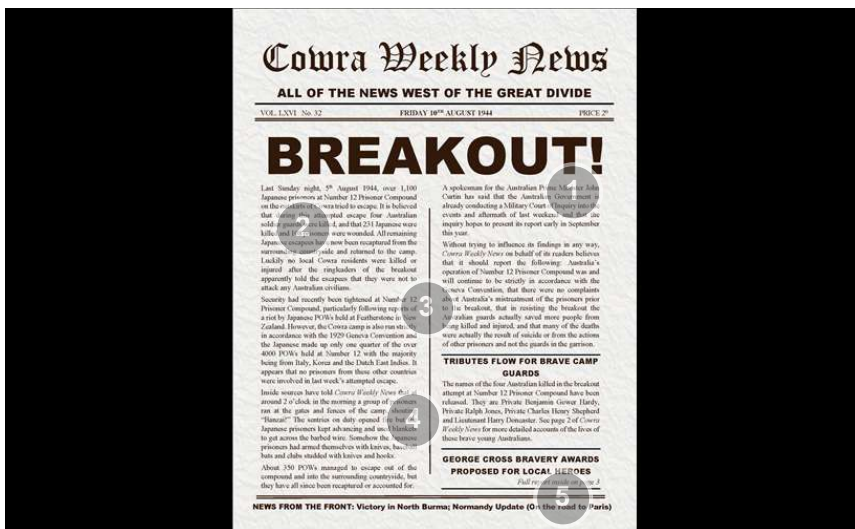 Cowra Weekly News
ALL OF THE NEWS WEST OF THE GREAT DIVIDE
VOL. LXVI No. 32 FRIDAY 10TH AUGUST 1944 PRICE 2D
BREAKOUT!
Last Sunday night, 5th August 1944, over 1,100
Japanese prisoners at Number 12 Prisoner Compound
on the outskirts of Cowra tried to escape. It is believed
that during the attempted escape four Australian
soldier guards were killed, and that 231 Japanese were
killed and prisoners were wounded. All remaining
Japanese escapees have now been recaptured from the
surrounding countryside and returned to the camp.
Luckily no local Cowra residents were killed or
injured after the ringleaders of the breakout
apparently told the escapees that they were not to
attack any Australian civilians.
Security had recently been tightened at Number 12
Prisoner Compound, particularly following reports of
a riot by Japanese POWs held at Featherstone in New
Zealand. However, the Cowra camp is also run strictly
in accordance with the 1929 Geneva Convention and
the Japanese made up only one quarter of the over
4000 POWs held at Number 12 with the majority
being from Italy, Korea and the Dutch East Indies. It
appears that no prisoners from these other countries
were involved in last week's attempted escape.
Inside sources have told Cowra Weekly News that at
around 2 o'clock in the morning a group of prisoners
ran at the gates and fences of the camp shouting
"Banzai!" The sentries on duty opened fire but the
Japanese prisoners kept advancing and used blankets
to get across the barbed wire. Somehow the Japanese
prisoners had armed themselves with knives, baseball
bats and clubs studded with knives and hooks.
About 350 POWs managed to escape out of the
compound and into the surrounding countryside, but
they have all since been recaptured or accounted for.
A spokesman for the Australian Prime Minister John
Curtin has said that the Australian Government is
already conducting a Military Court of Inquiry into the
events and aftermath of last weekend and that the
inquiry hopes to present its report early in September
this year.
Without trying to influence its findings in any way,
Cowra Weekly News on behalf of its readers believes
that it should report the following: Australia's
operation of Number 12 Prisoner Compound was and
will continue to be strictly in accordance with the
Geneva Convention, that there were no complaints
about Australia's mistreatment of the prisoners prior
to the breakout, that in resisting the breakout the
Australian guards actually saved more people from
being killed and injured, and that many of the deaths
were actually the result of suicide or from the actions
of other prisoners and not the guards in the garrison.
TRIBUTES FLOW FOR BRAVE CAMP
GUARDS
The names of the four Australian killed in the breakout
attempt at Number 12 Prisoner Compound have been
released. They are Private Benjamin Gower Hardy,
Private Ralph Jones, Private Charles Henry Shepherd
and Lieutenant Harry Doncaster. See page 2 of Cowra
Weekly News for more detailed accounts of the lives of
these brave young Australians.
GEORGE CROSS BRAVERY AWARDS
PROPOSED FOR LOCAL HEROES
Full report inside on page 3
NEWS FROM THE FRONT: Victory in North Burma; Normandy Update (On the road to Paris)
1
2
3
4
5